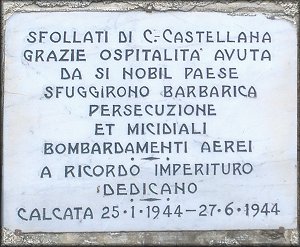 SFOLLATI DI C. CASTELLANA
GRAZIE OSPITALITA' AVUTA
DA SI NOBIL PAESE
SFUGGIRONO BARBARICA
PERSECUZIONE
ET MICIDIALI
BOMBARDAMENTI AEREI
A RICORDO IMPERITURO
DEDICANO
CALCATA 25·1·1944-27·6·1944